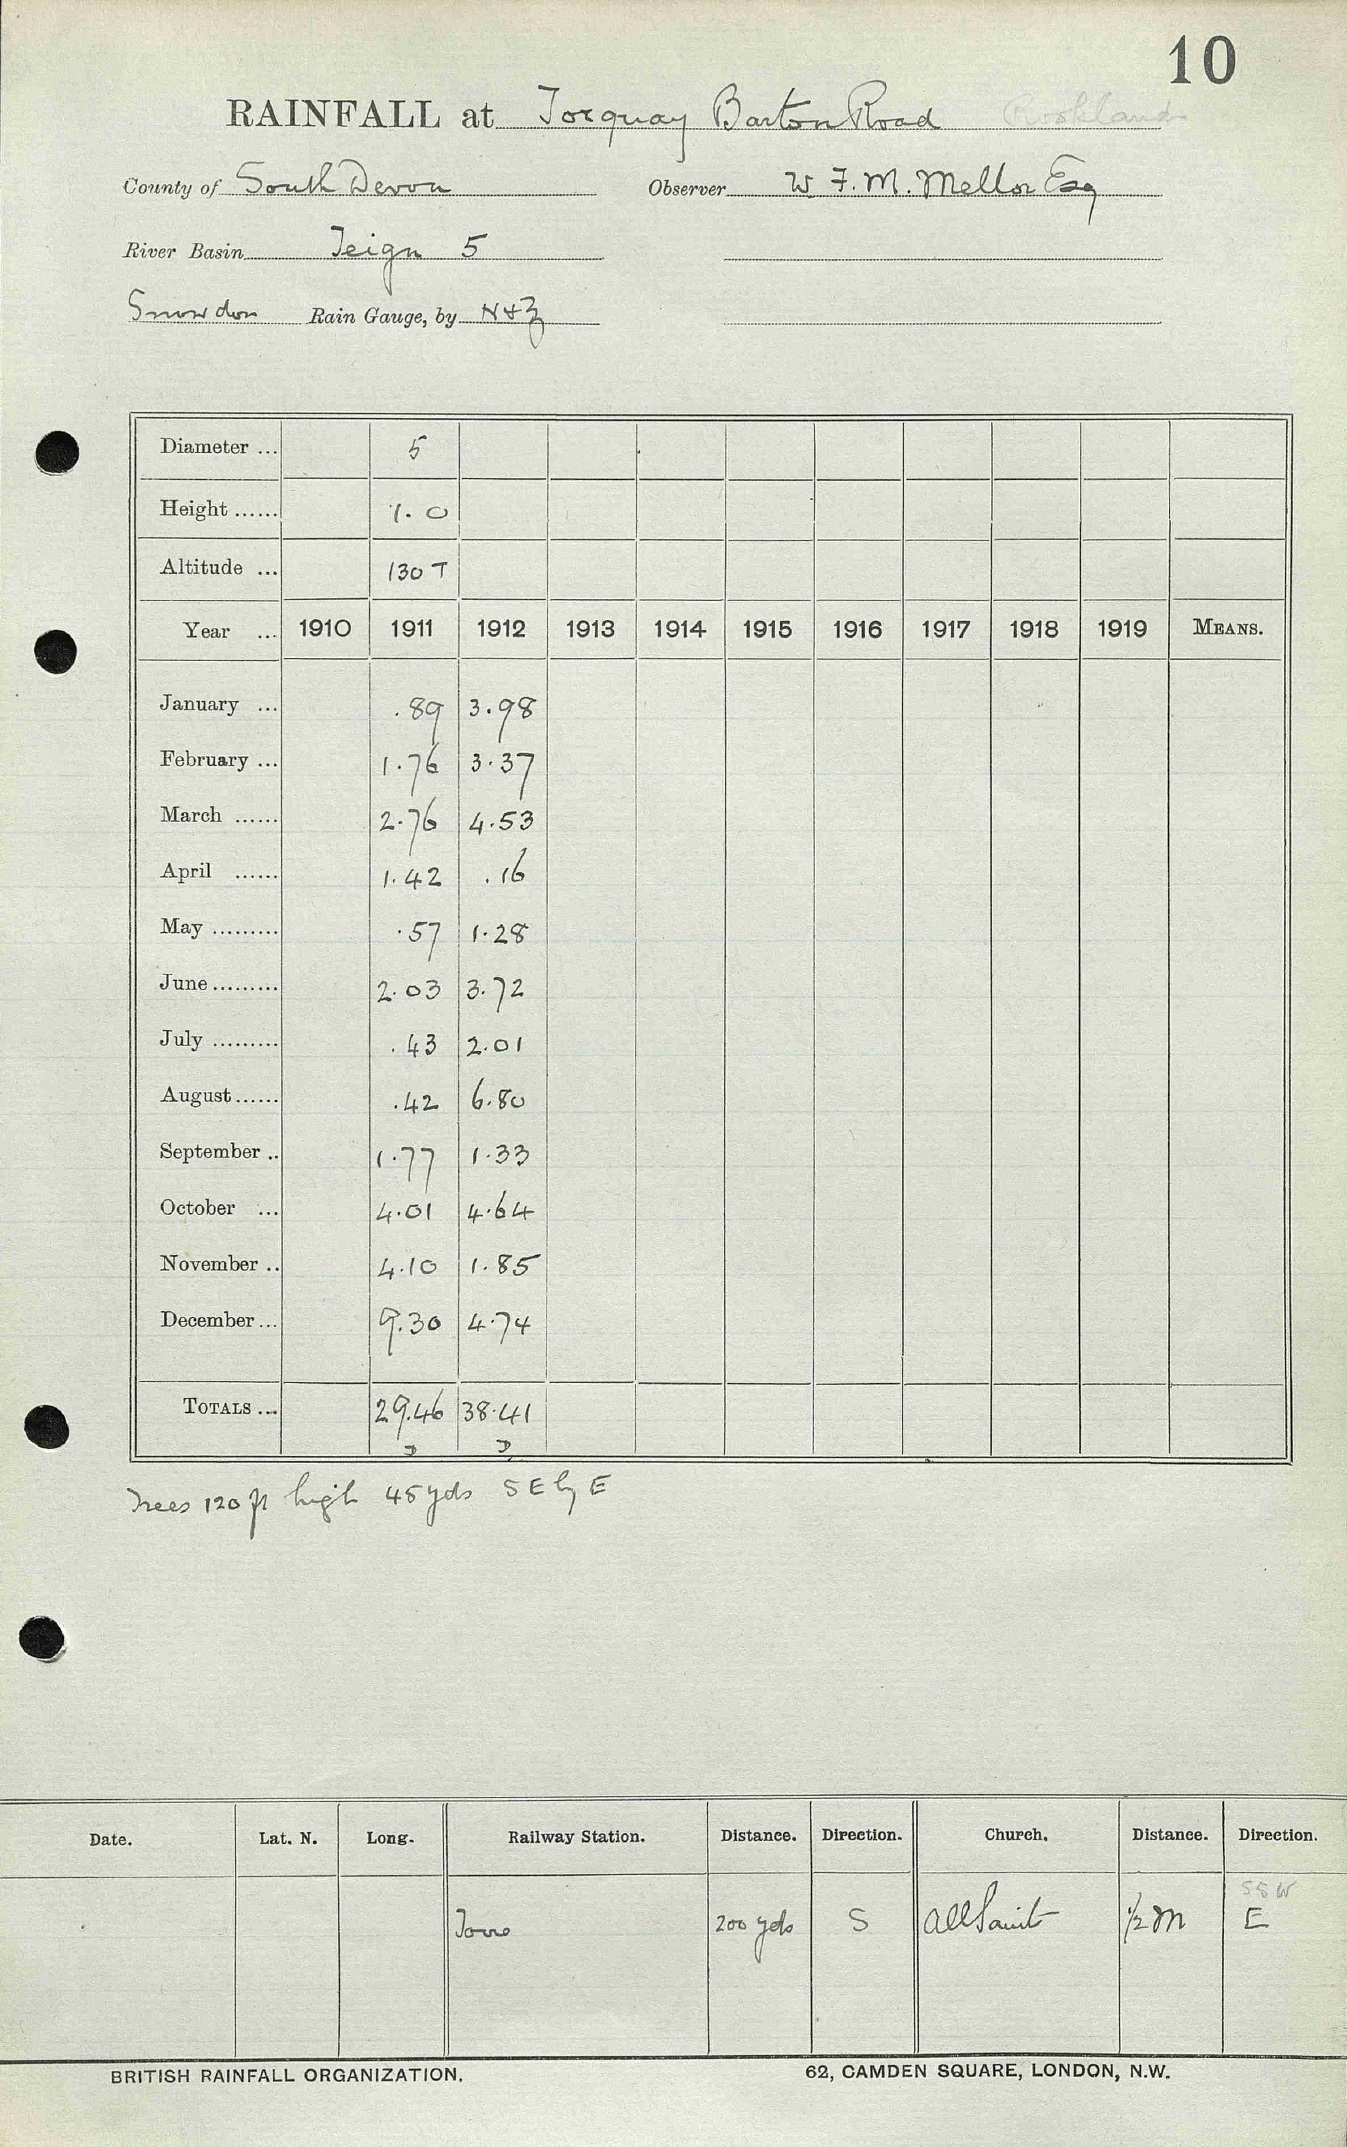 10
RAINFALL at Torquay Barton Road Rooklands
County of South Devon Observer W. F. M. Mellor Esq
River Basin Teign 5
Snowdon Rain Gauge, by N & Z
Diameter ... 5
Height ...... 1.0
Altitude ... 130 T
Year ... 1910 1911 1912 1913 1914 1915 1916 1917 1918 1919 MEANS.
January ... .89 3.98
February ... 1.76 3.37
March ...... 2.76 4.53
April ...... 1.42 .16
May ......... .57 1.28
June ......... 2.03 3.72
July ......... .43 2.01
August ...... .42 6.80
September .. 1.77 1.33
October ... 4.01 4.64
November .. 4.10 1.85
December ... 9.30 4.74
TOTALS ... 29.46 38.41
D D
Trees 120 ft high 45 yds S E by E
Date. Lat. N. Long. Railway Station. Distance. Direction. Church. Distance. Direction.
SSW
Torre 200 yds S All Saints 1/2 m E
BRITISH RAINFALL ORGANIZATION. 62, CAMDEN SQUARE, LONDON, N.W.